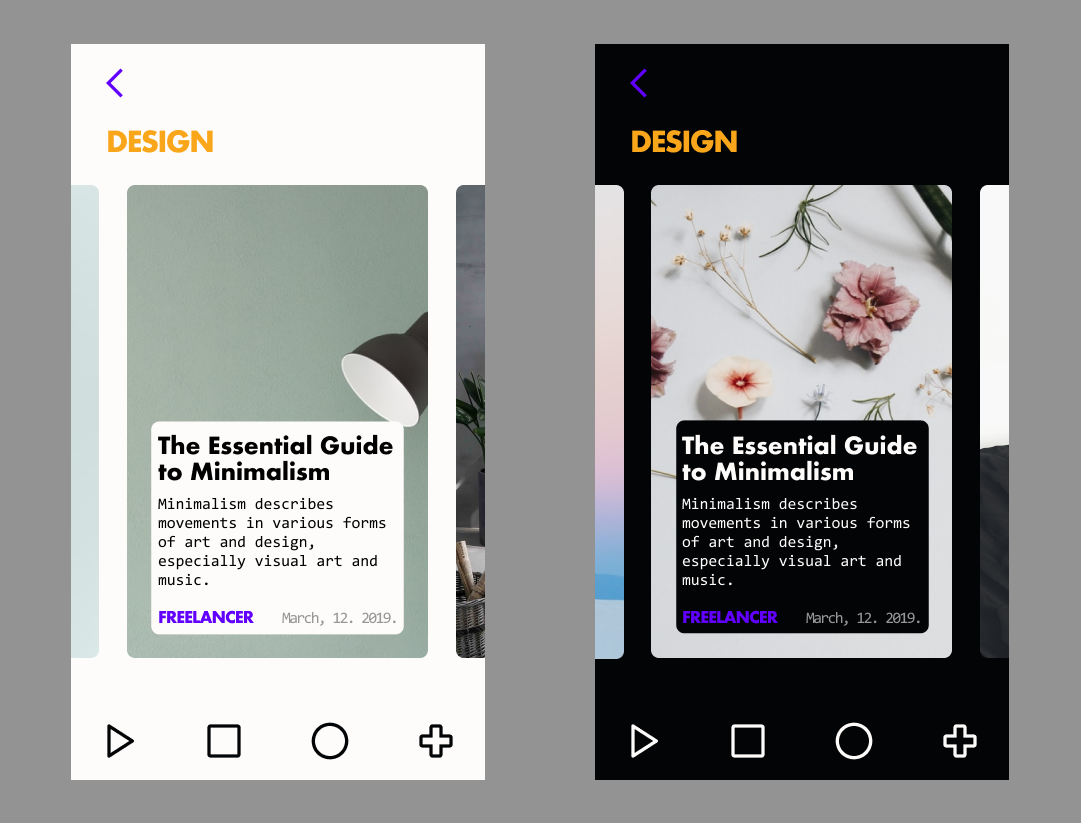 DESIGN
The Essential Guide
to Minimalism
Minimalism describes
movements in various forms
of art and design,
especially visual art and
music.
FREELANCER March, 12. 2019.
DESIGN
The Essential Guide
to Minimalism
Minimalism describes
movements in various forms
of art and design,
especially visual art and
music.
FREELANCER March, 12. 2019.